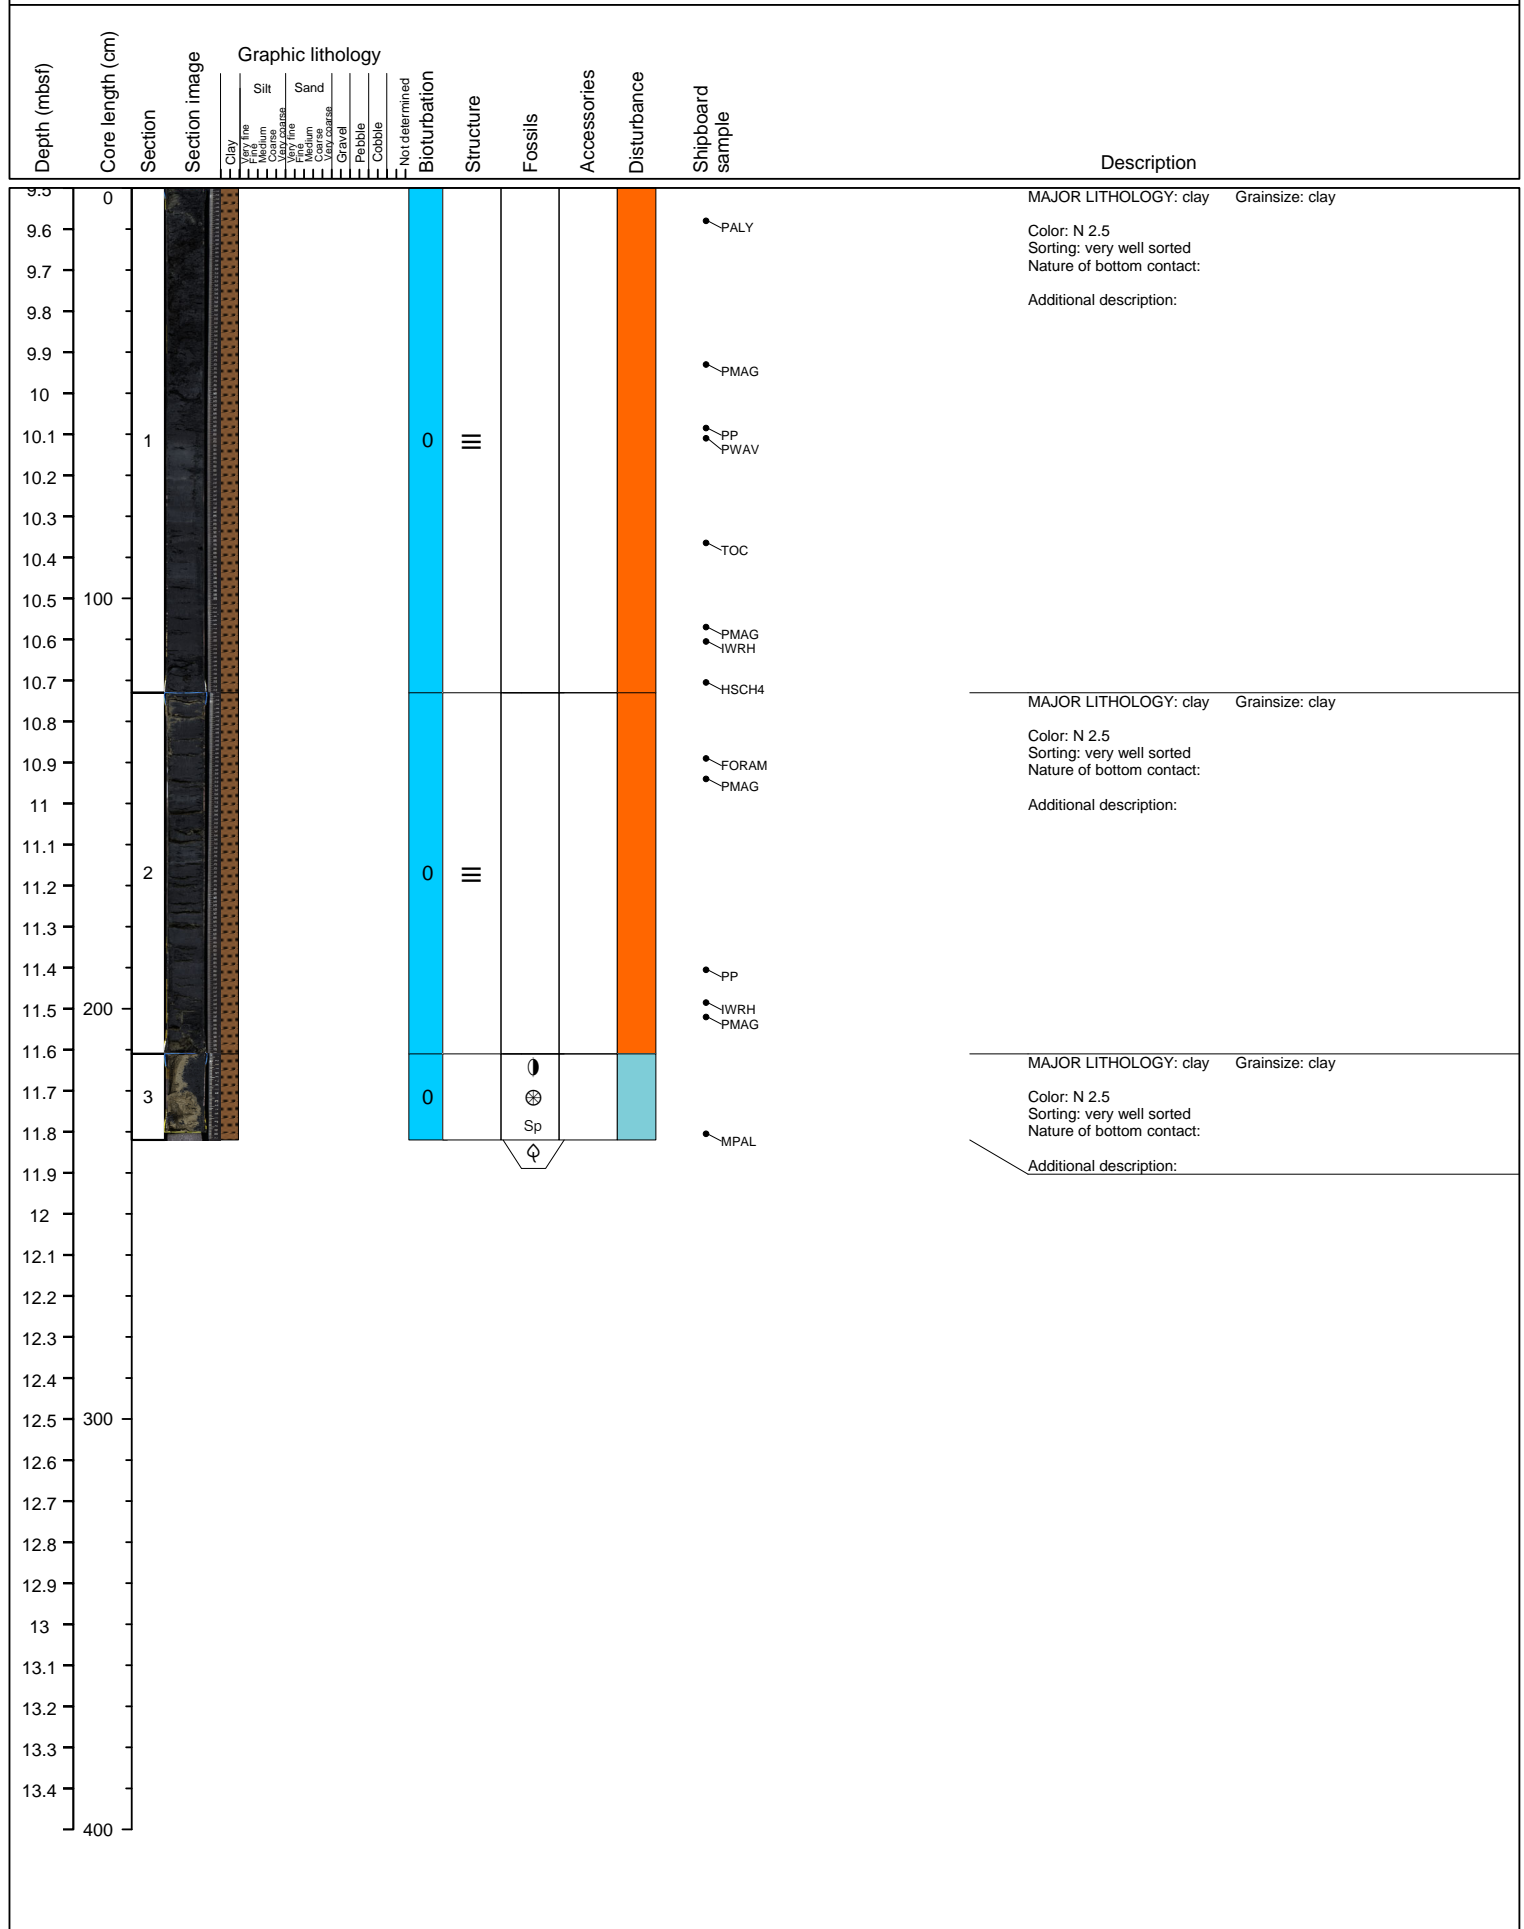 Depth (mbsf)
Core length (cm)
Section
Section image
Graphic lithology
Clay
Silt
Very fine
Fine
Medium
Coarse
Very coarse
Sand
Very fine
Fine
Medium
Coarse
Very coarse
Gravel
Pebble
Cobble
Not determined
Bioturbation
Structure
Fossils
Accessories
Disturbance
Shipboard
sample
Description
9.5
0
MAJOR LITHOLOGY: clay Grainsize: clay
9.6
PALY
Color: N 2.5
Sorting: very well sorted
9.7
Nature of bottom contact:
9.8
Additional description:
9.9
PMAG
10
10.1
1
0
PP
PWAV
10.2
10.3
10.4
TOC
10.5
100
10.6
PMAG
IWRH
10.7
HSCH4
MAJOR LITHOLOGY: clay Grainsize: clay
10.8
Color: N 2.5
Sorting: very well sorted
10.9
FORAM
Nature of bottom contact:
PMAG
11
Additional description:
11.1
11.2
2
0
11.3
11.4
PP
11.5
200
IWRH
PMAG
11.6
MAJOR LITHOLOGY: clay Grainsize: clay
11.7
3
0
Color: N 2.5
Sorting: very well sorted
11.8
Sp
Nature of bottom contact:
MPAL
11.9
Additional description:
12
12.1
12.2
12.3
12.4
12.5
300
12.6
12.7
12.8
12.9
13
13.1
13.2
13.3
13.4
400